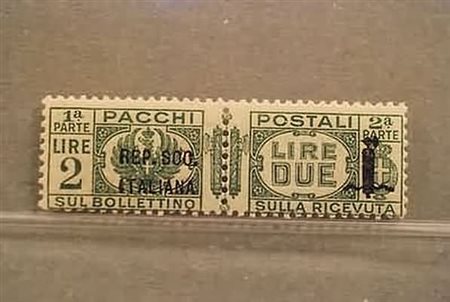 PACCHI POSTALI
1ª PARTE
2ª PARTE
LIRE 2
REP. SOC. ITALIANA
LIRE DUE
SUL BOLLETTINO
SULLA RICEVUTA